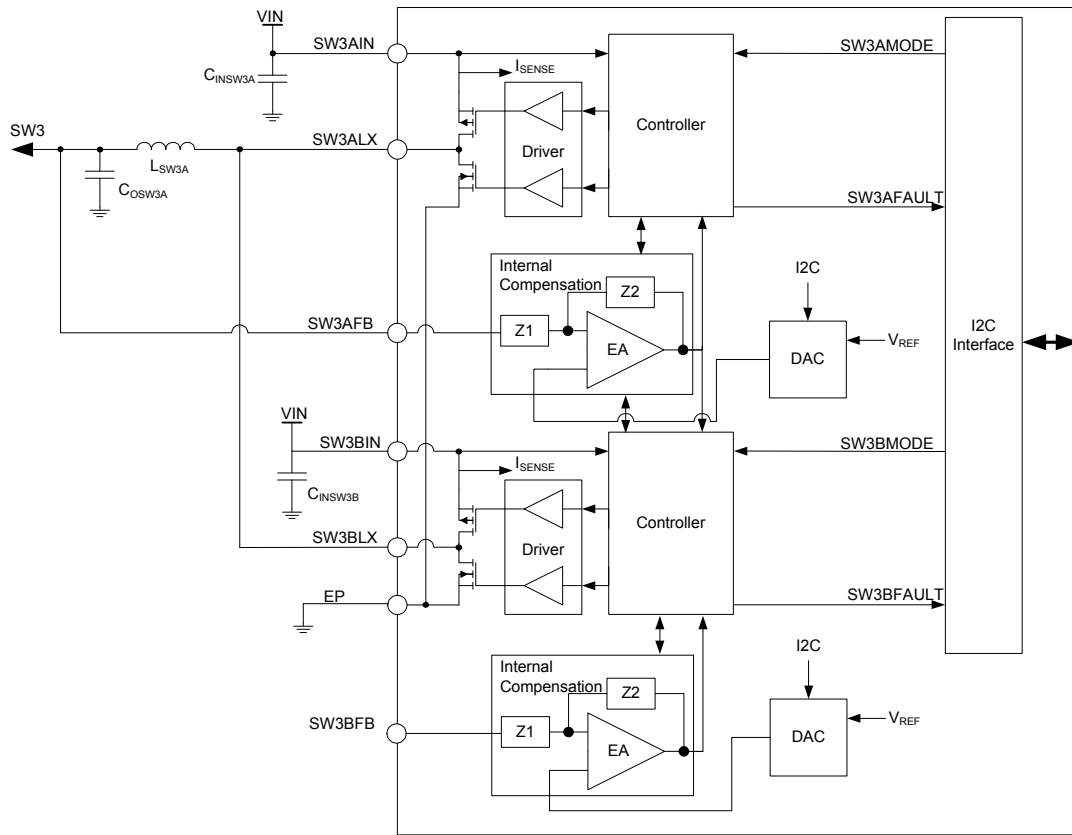 VIN
SW3AIN
CINSW3A
ISENSE
SW3AMODE
Controller
SW3
SW3ALX
Driver
LSW3A
COSW3A
SW3AFAULT
Internal
Compensation
Z2
I2C
SW3AFB
Z1
EA
DAC
VREF
I2C
Interface
VIN
SW3BIN
ISENSE
SW3BMODE
CINSW3B
Controller
SW3BLX
Driver
EP
SW3BFAULT
Internal
Compensation
Z2
I2C
SW3BFB
Z1
EA
DAC
VREF